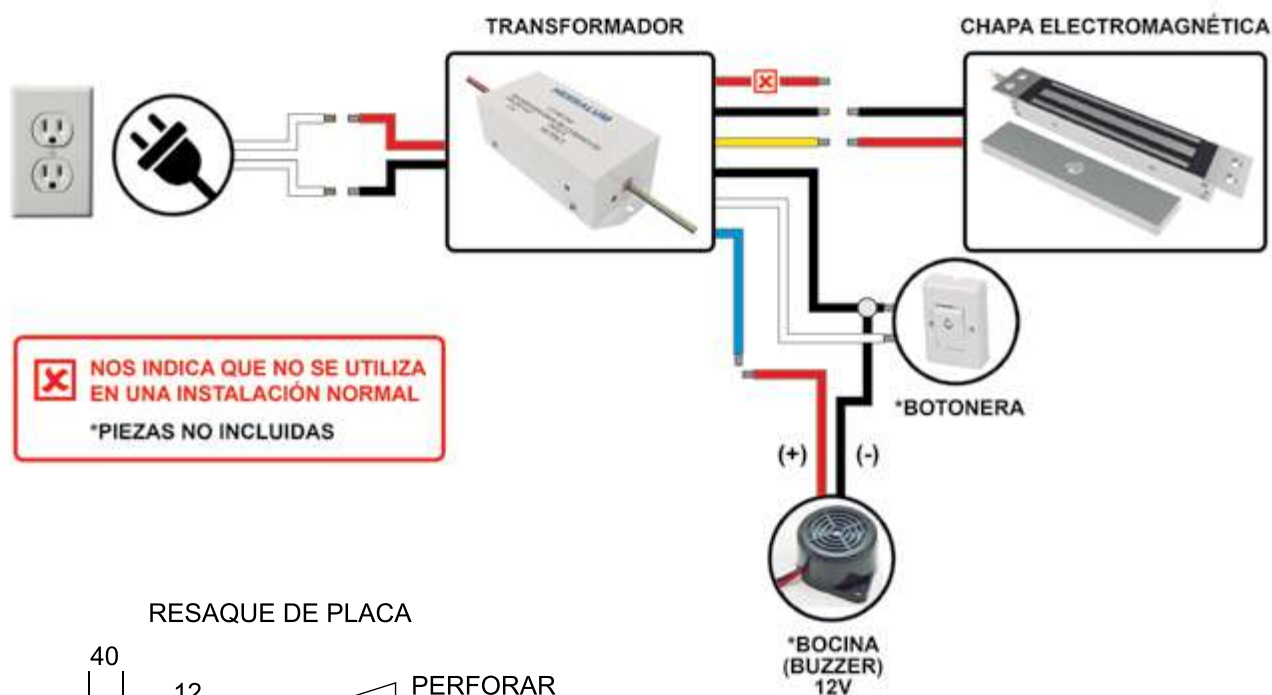 TRANSFORMADOR
CHAPA ELECTROMAGNÉTICA
HERRALUM
NOS INDICA QUE NO SE UTILIZA
EN UNA INSTALACIÓN NORMAL
*PIEZAS NO INCLUIDAS
*BOTONERA
(+)
(-)
*BOCINA
(BUZZER)
12V
RESAQUE DE PLACA
40
12
PERFORAR